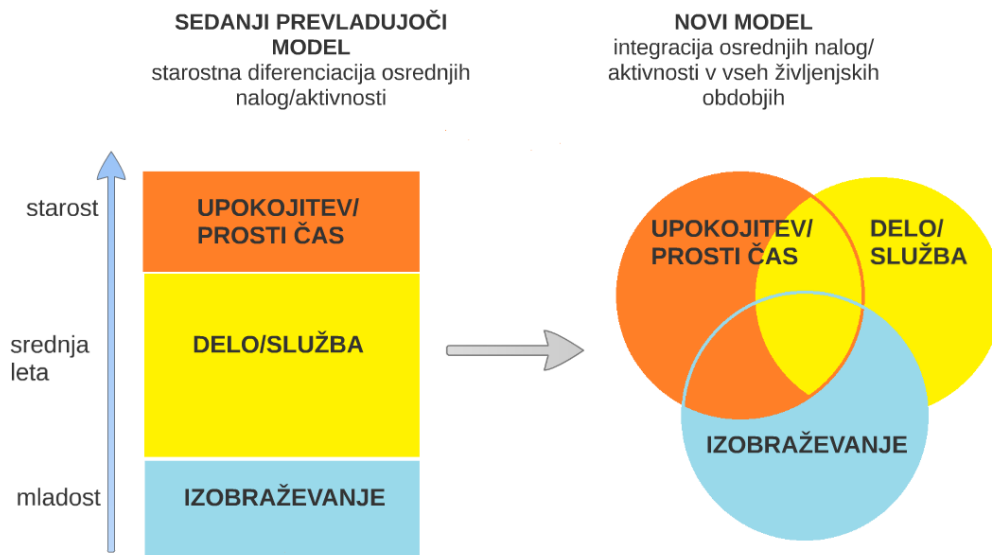 SEDANJI PREVLADUJOČI
MODEL
starostna diferenciacija osrednjih
nalog/aktivnosti
NOVI MODEL
integracija osrednjih nalog/
aktivnosti v vseh življenjskih
obdobjih
starost
srednja
leta
mladost
UPOKOJITEV/
PROSTI ČAS
DELO/SLUŽBA
IZOBRAŽEVANJE
UPOKOJITEV/
PROSTI ČAS
DELO/
SLUŽBA
IZOBRAŽEVANJE